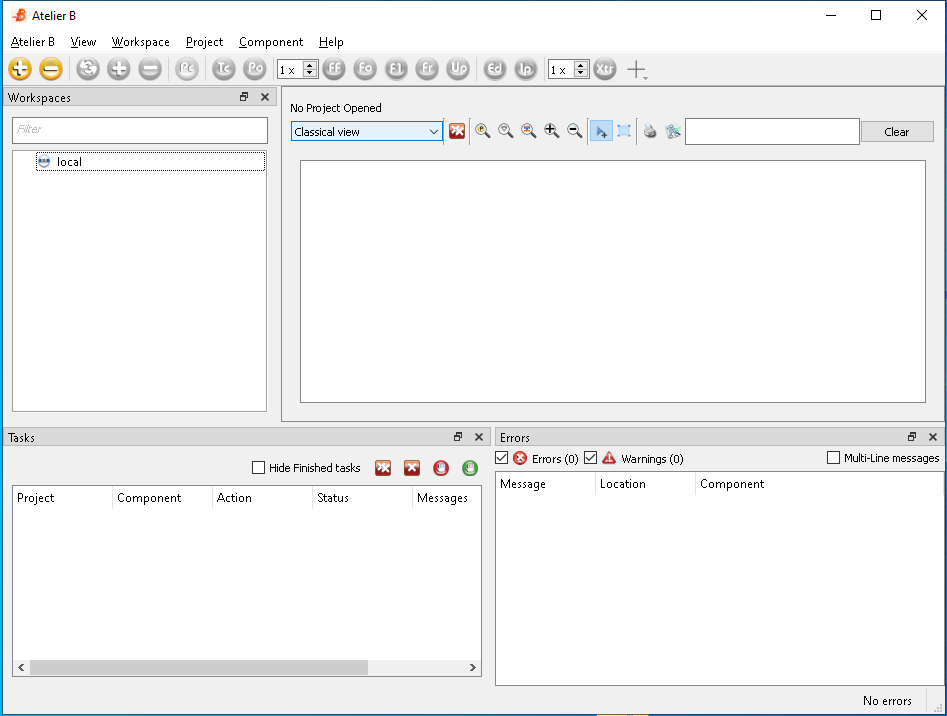 Atelier B
Atelier B View Workspace Project Component Help
Pc Tc Po 1 x FF Fo F1 Fr Up Ed Ip 1 x Xtr
Workspaces
Filter
local
No Project Opened
Classical view
Clear
Tasks
Hide Finished tasks
Project Component Action Status Messages
Errors
Errors (0) Warnings (0) Multi-Line messages
Message Location Component
No errors